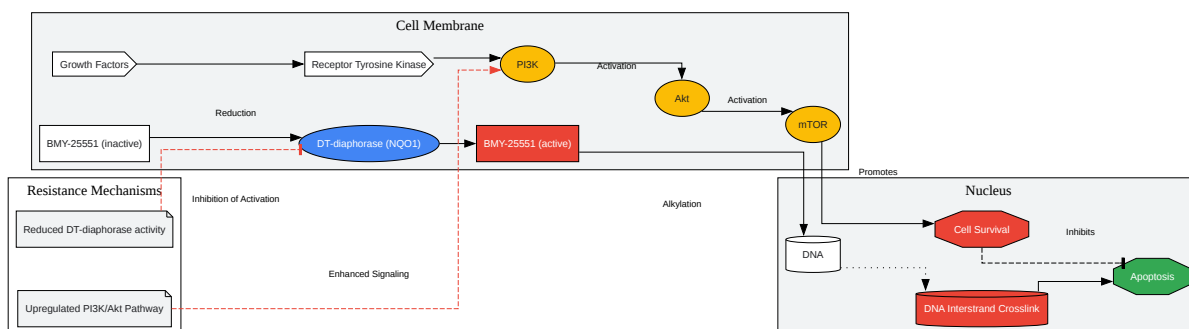 Cell Membrane
Growth Factors
Receptor Tyrosine Kinase
PI3K
Activation
Akt
Activation
mTOR
Reduction
BMY-25551 (inactive)
DT-diaphorase (NQO1)
BMY-25551 (active)
Promotes
Resistance Mechanisms
Nucleus
Inhibition of Activation
Alkylation
Reduced DT-diaphorase activity
Cell Survival
Inhibits
DNA
Enhanced Signaling
Apoptosis
Upregulated PI3K/Akt Pathway
DNA Interstrand Crosslink